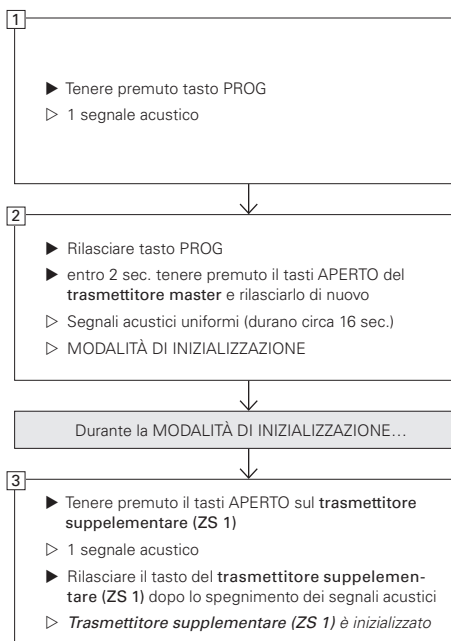 1
▶ Tenere premuto tasto PROG
▷ 1 segnale acustico
2
▶ Rilasciare tasto PROG
▶ entro 2 sec. tenere premuto il tasti APERTO del
trasmettitore master e rilasciarlo di nuovo
▷ Segnali acustici uniformi (durano circa 16 sec.)
▷ MODALITÀ DI INIZIALIZZAZIONE
Durante la MODALITÀ DI INIZIALIZZAZIONE…
3
▶ Tenere premuto il tasti APERTO sul trasmettitore
suppelementare (ZS 1)
▷ 1 segnale acustico
▶ Rilasciare il tasto del trasmettitore suppelemen-
tare (ZS 1) dopo lo spegnimento dei segnali acustici
▷ Trasmettitore supplementare (ZS 1) è inizializzato